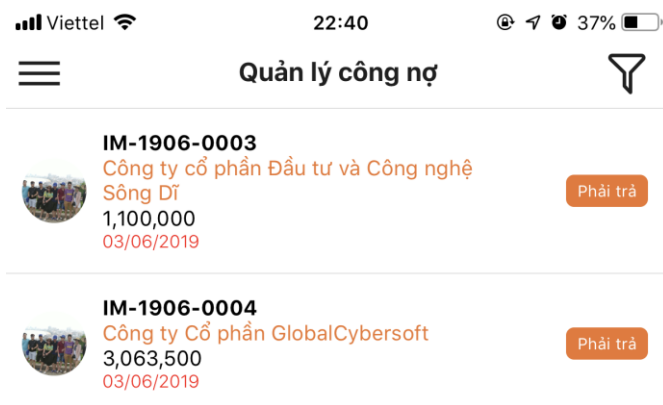 Viettel 22:40 37%
Quản lý công nợ
IM-1906-0003
Công ty cổ phần Đầu tư và Công nghệ
Sông Dĩ
1,100,000
03/06/2019
Phải trả
IM-1906-0004
Công ty Cổ phần GlobalCybersoft
3,063,500
03/06/2019
Phải trả